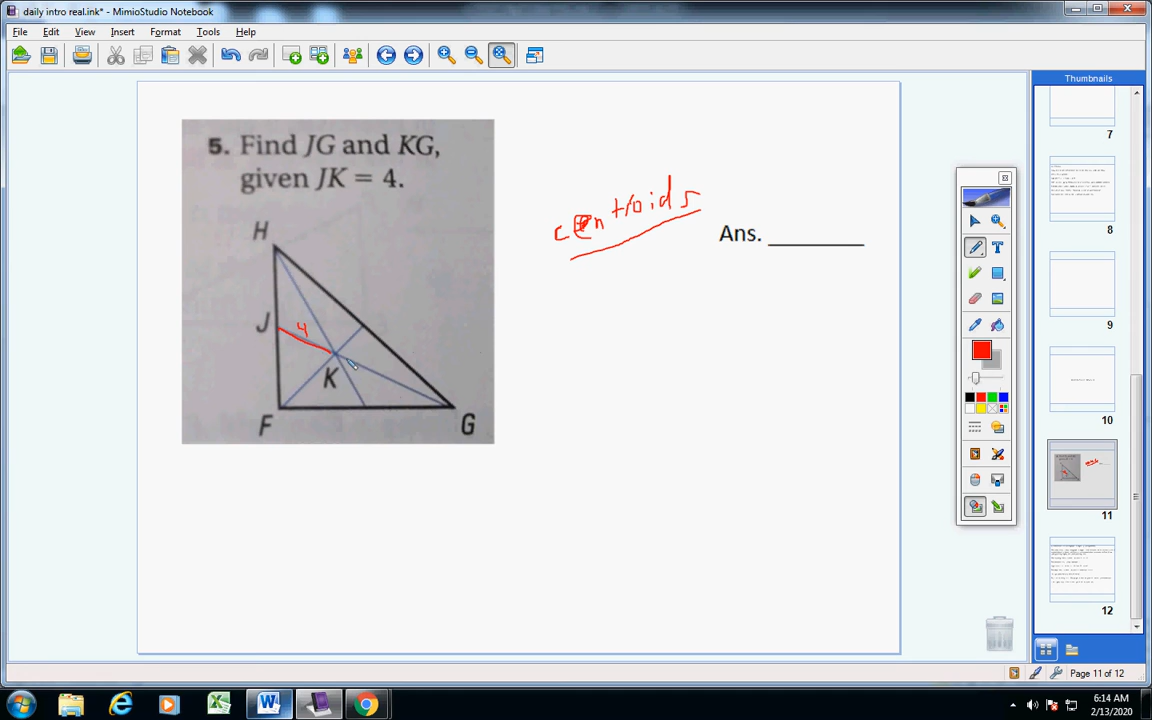 daily intro real.ink* - MimioStudio Notebook
File Edit View Insert Format Tools Help
5. Find JG and KG,
given JK = 4.
H
J
4
K
F
G
centroids
Ans. ________
Thumbnails
7
8
9
10
11
12
Page 11 of 12
6:14 AM
2/13/2020